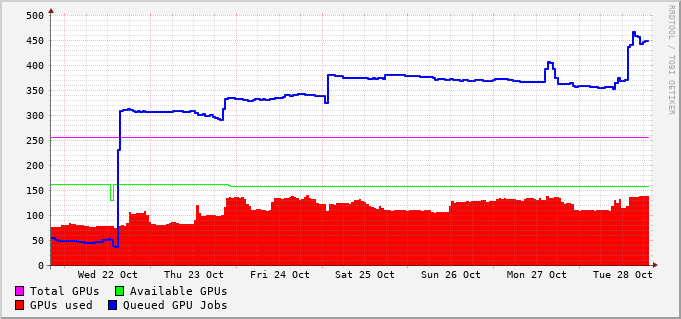 RRDTOOL / TOBI OETIKER
500
450
400
350
300
250
200
150
100
50
0
Wed 22 Oct Thu 23 Oct Fri 24 Oct Sat 25 Oct Sun 26 Oct Mon 27 Oct Tue 28 Oct
Total GPUs Available GPUs
GPUs used Queued GPU Jobs